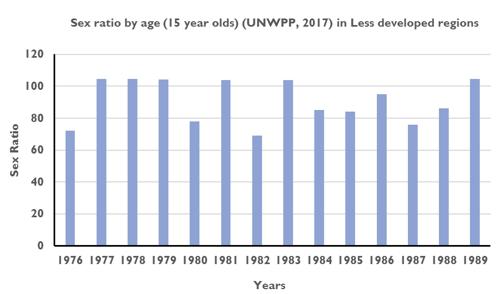 Sex ratio by age (15 year olds) (UNWPP, 2017) in Less developed regions
120
100
80
60
40
20
0
Sex Ratio
1976 1977 1978 1979 1980 1981 1982 1983 1984 1985 1986 1987 1988 1989
Years